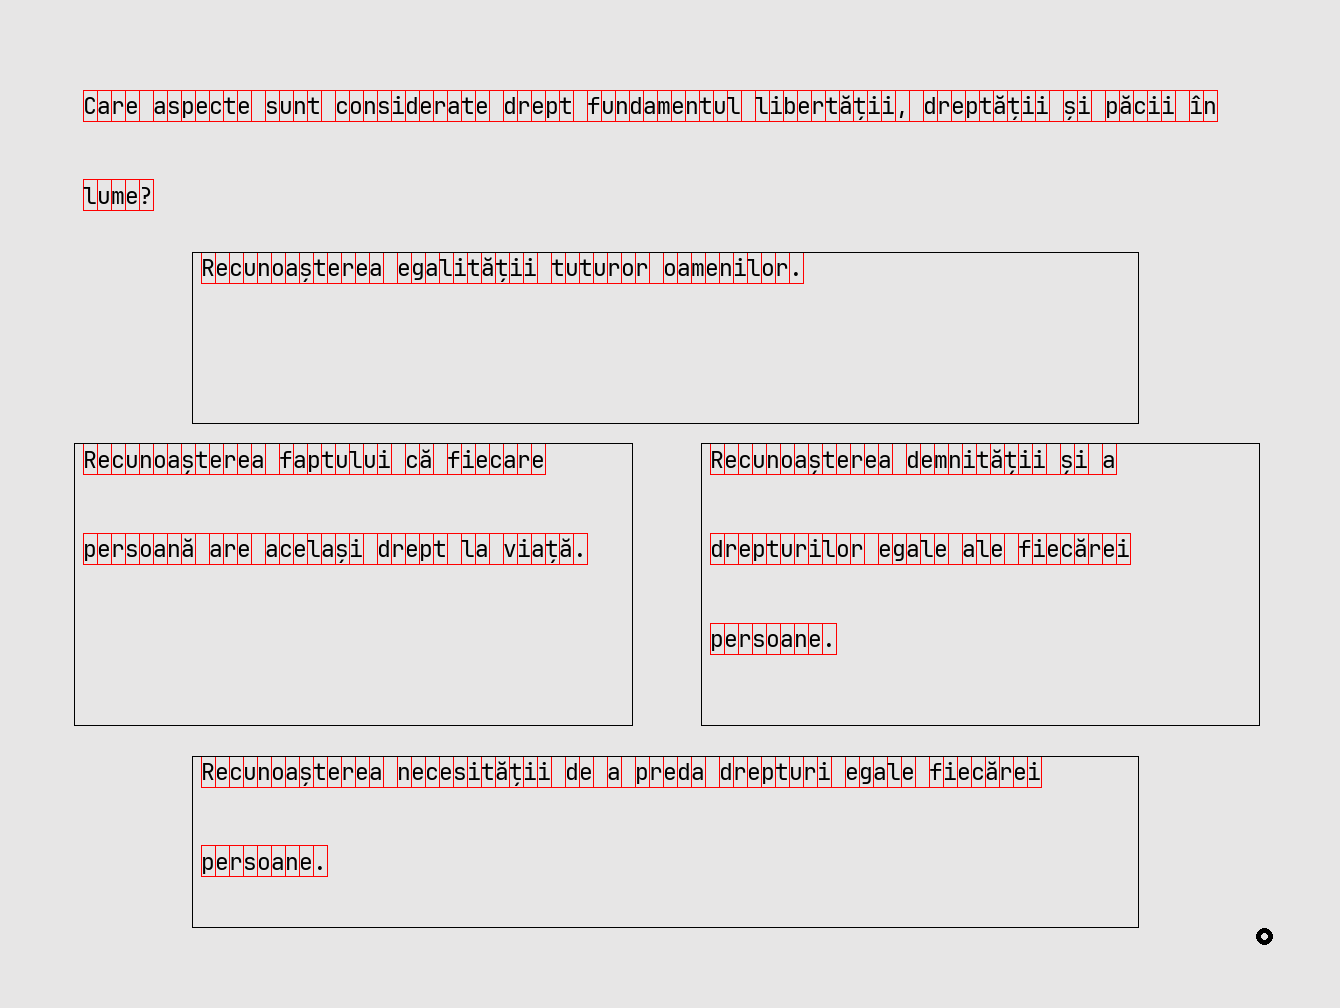 Care aspecte sunt considerate drept fundamentul libertății, dreptății și păcii în
lume?
Recunoașterea egalității tuturor oamenilor.
Recunoașterea faptului că fiecare
persoană are același drept la viață.
Recunoașterea demnității și a
drepturilor egale ale fiecărei
persoane.
Recunoașterea necesității de a preda drepturi egale fiecărei
persoane.